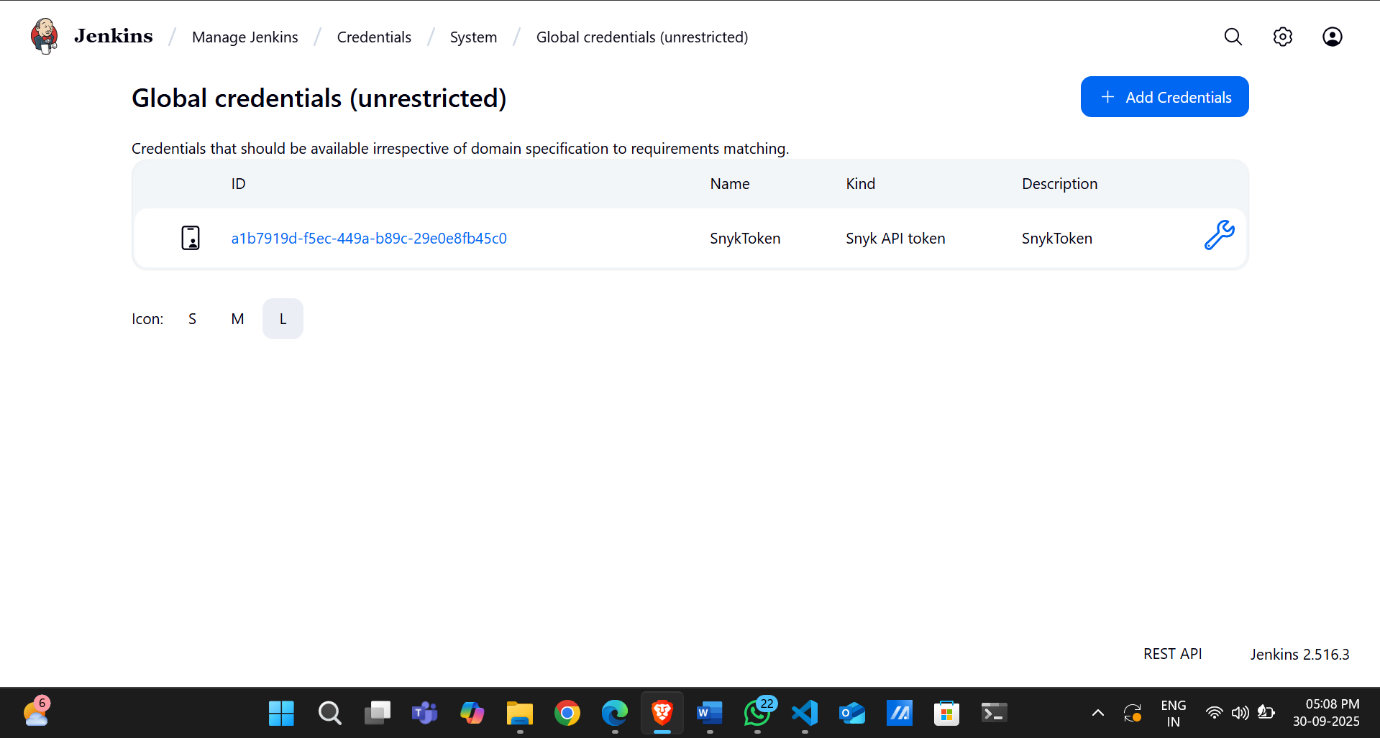 Jenkins / Manage Jenkins / Credentials / System / Global credentials (unrestricted)
Global credentials (unrestricted)
+ Add Credentials
Credentials that should be available irrespective of domain specification to requirements matching.
ID Name Kind Description
a1b7919d-f5ec-449a-b89c-29e0e8fb45c0 SnykToken Snyk API token SnykToken
Icon: S M L
REST API Jenkins 2.516.3
6
22
ENG
IN
05:08 PM
30-09-2025